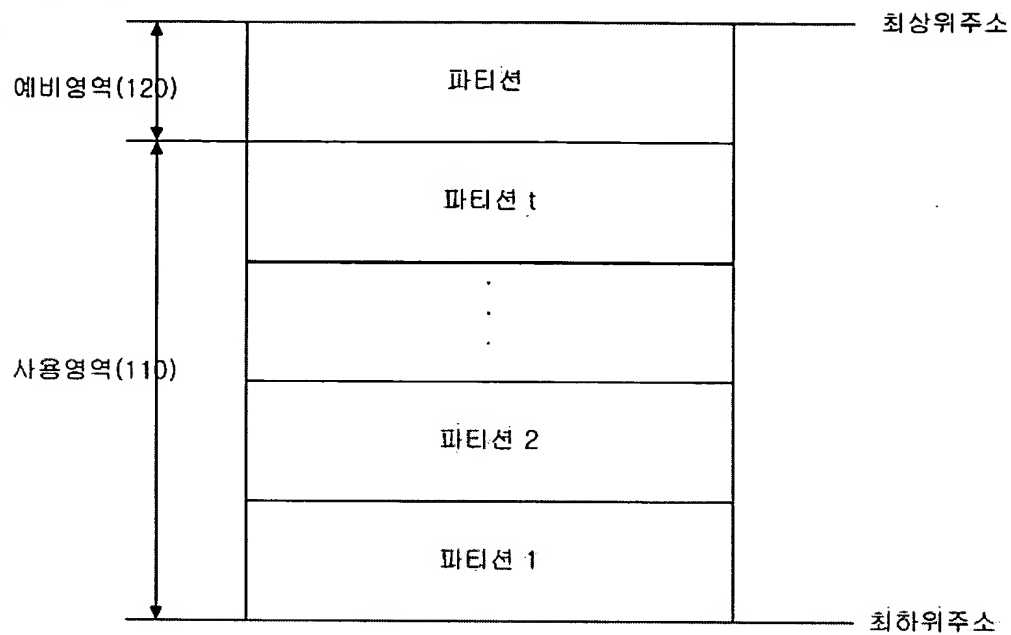 최상위주소
예비영역(120)
파티션
파티션 t
사용영역(110)
파티션 2
파티션 1
최하위주소